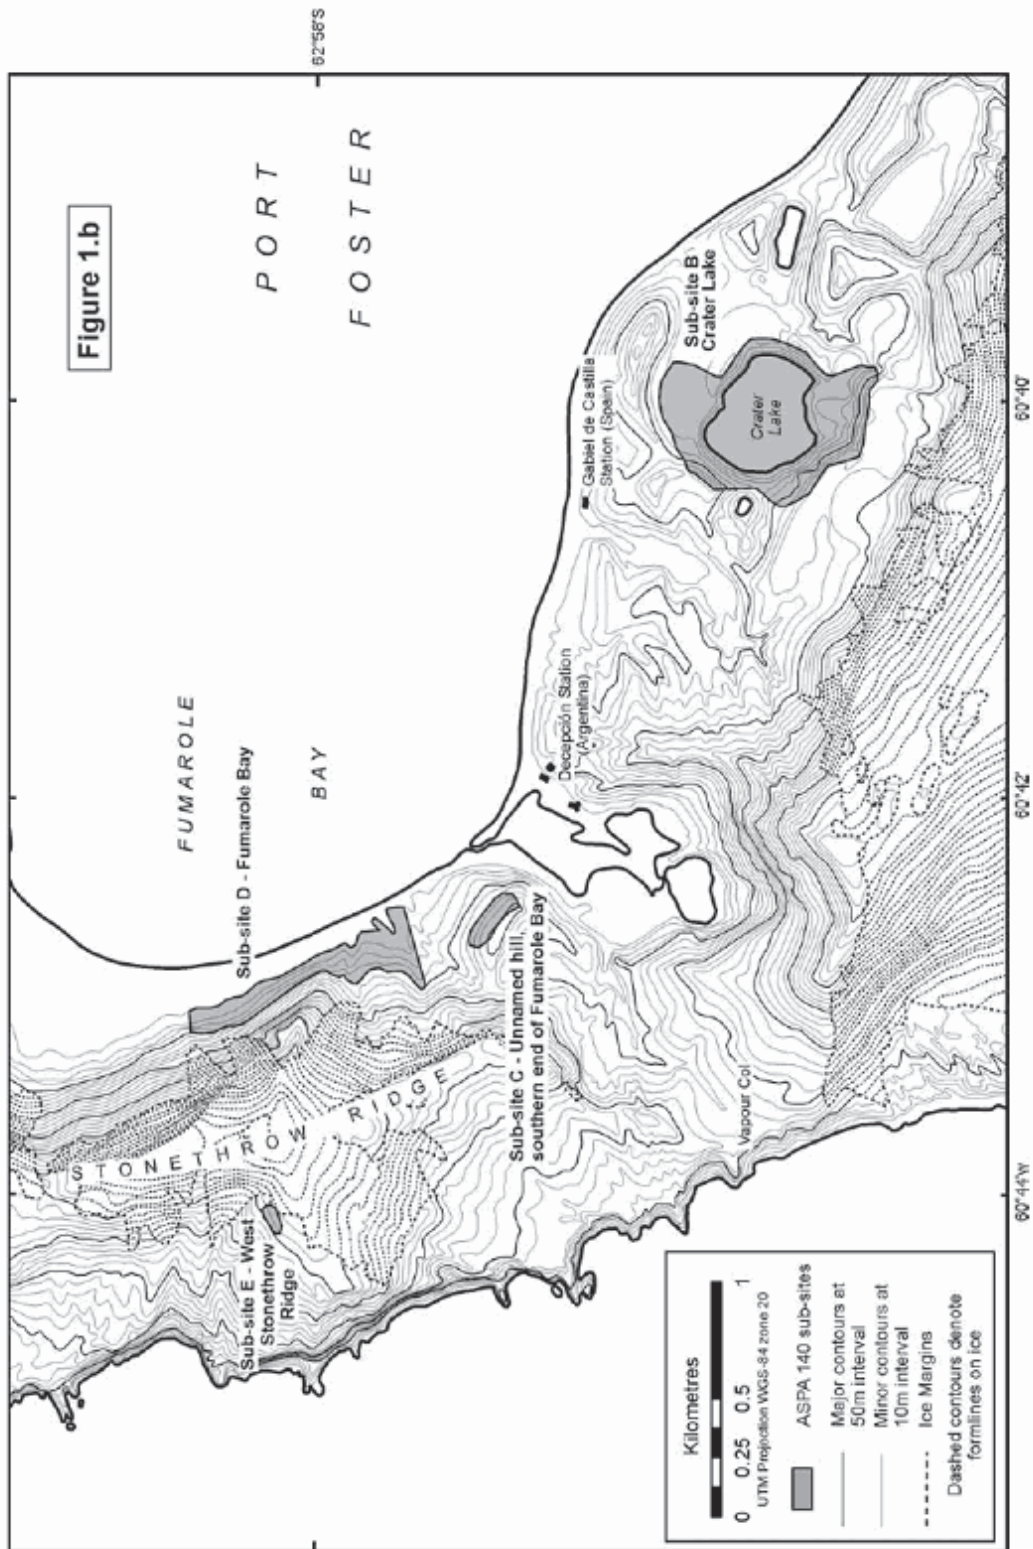 Figure 1.b
62°58'S
PORT
FOSTER
FUMAROLE
BAY
Sub-site D - Fumarole Bay
Sub-site B
Crater Lake
Crater
Lake
Gabiel de Castilla
Station (Spain)
Decepción Station
(Argentina)
Sub-site C - Unnamed hill,
southern end of Fumarole Bay
STONETHROW RIDGE
Sub-site E - West
Stonethrow
Ridge
Vapour Col
60°44'W
60°42'
60°40'
Kilometres
0 0.25 0.5 1
UTM Projection WGS-84 zone 20
ASPA 140 sub-sites
Major contours at
50m interval
Minor contours at
10m interval
Ice Margins
Dashed contours denote
formlines on ice